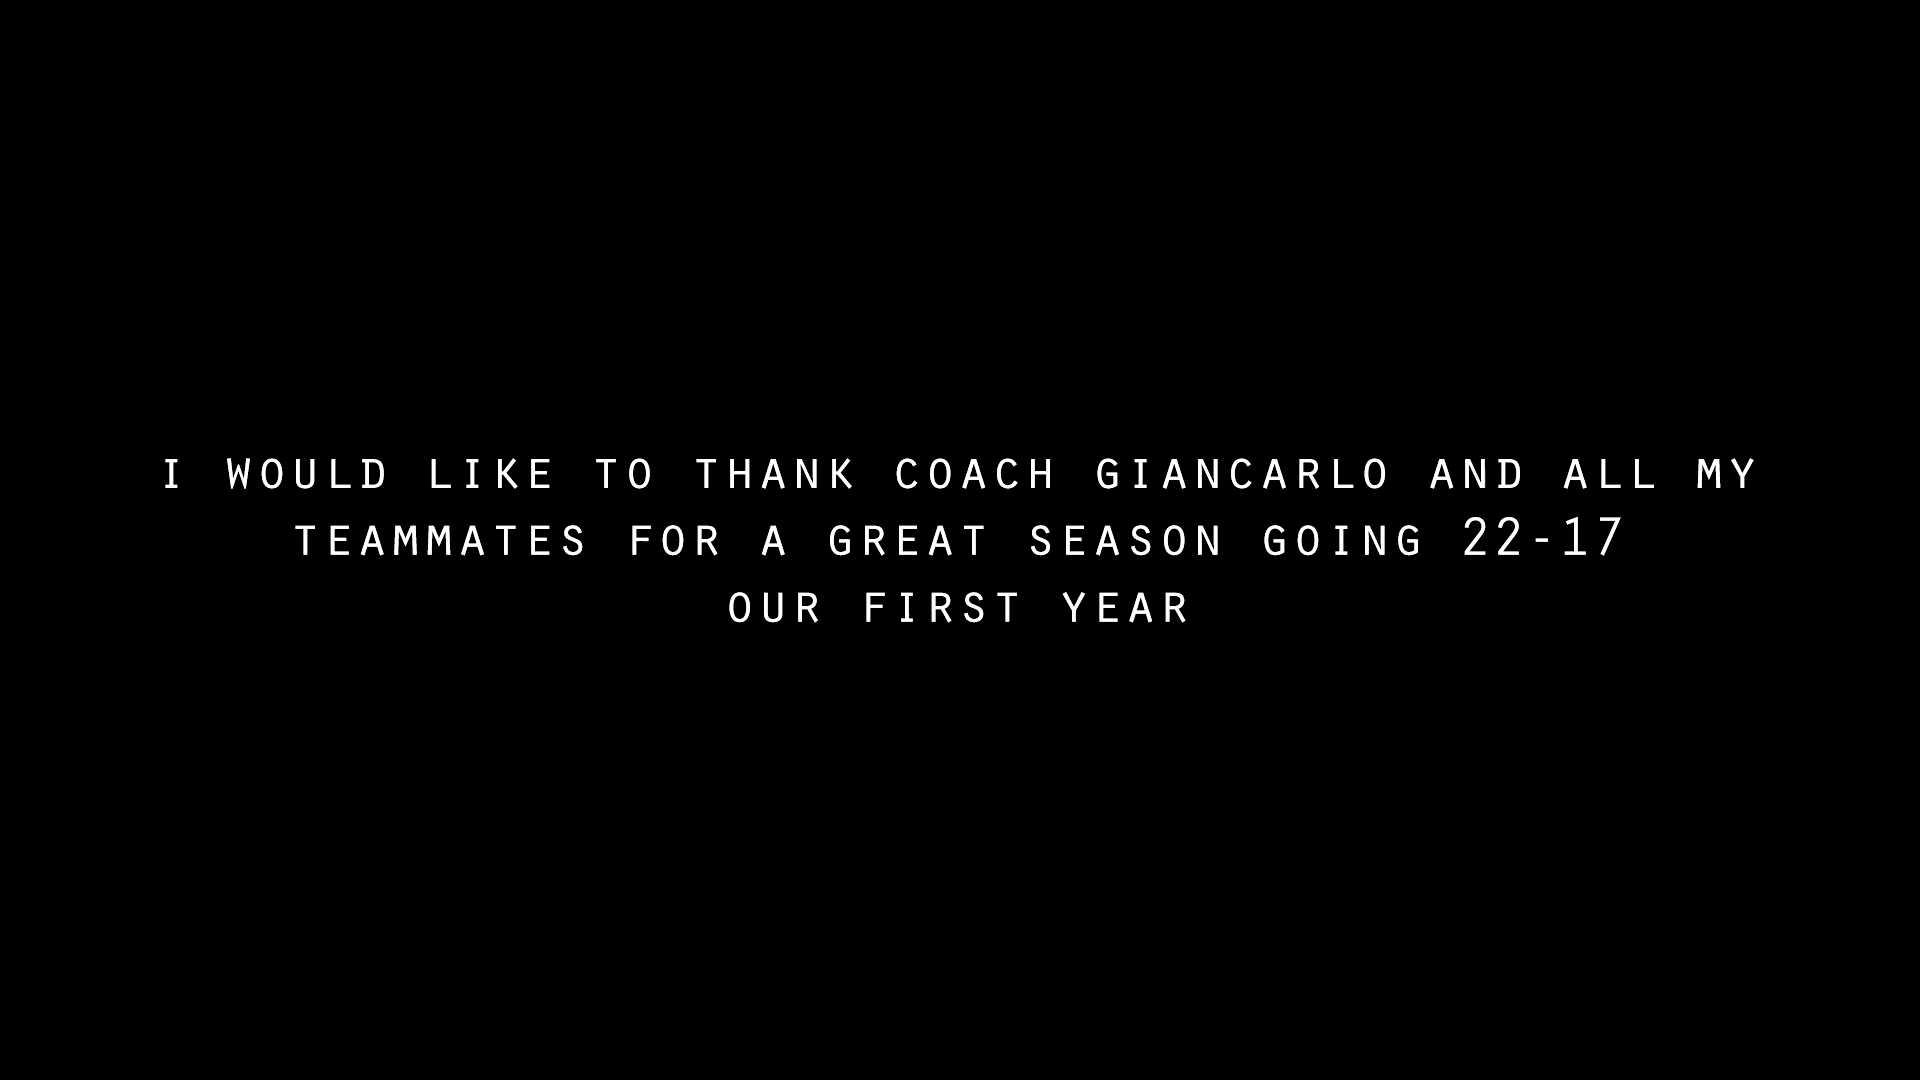 I WOULD LIKE TO THANK COACH GIANCARLO AND ALL MY
TEAMMATES FOR A GREAT SEASON GOING 22-17
OUR FIRST YEAR